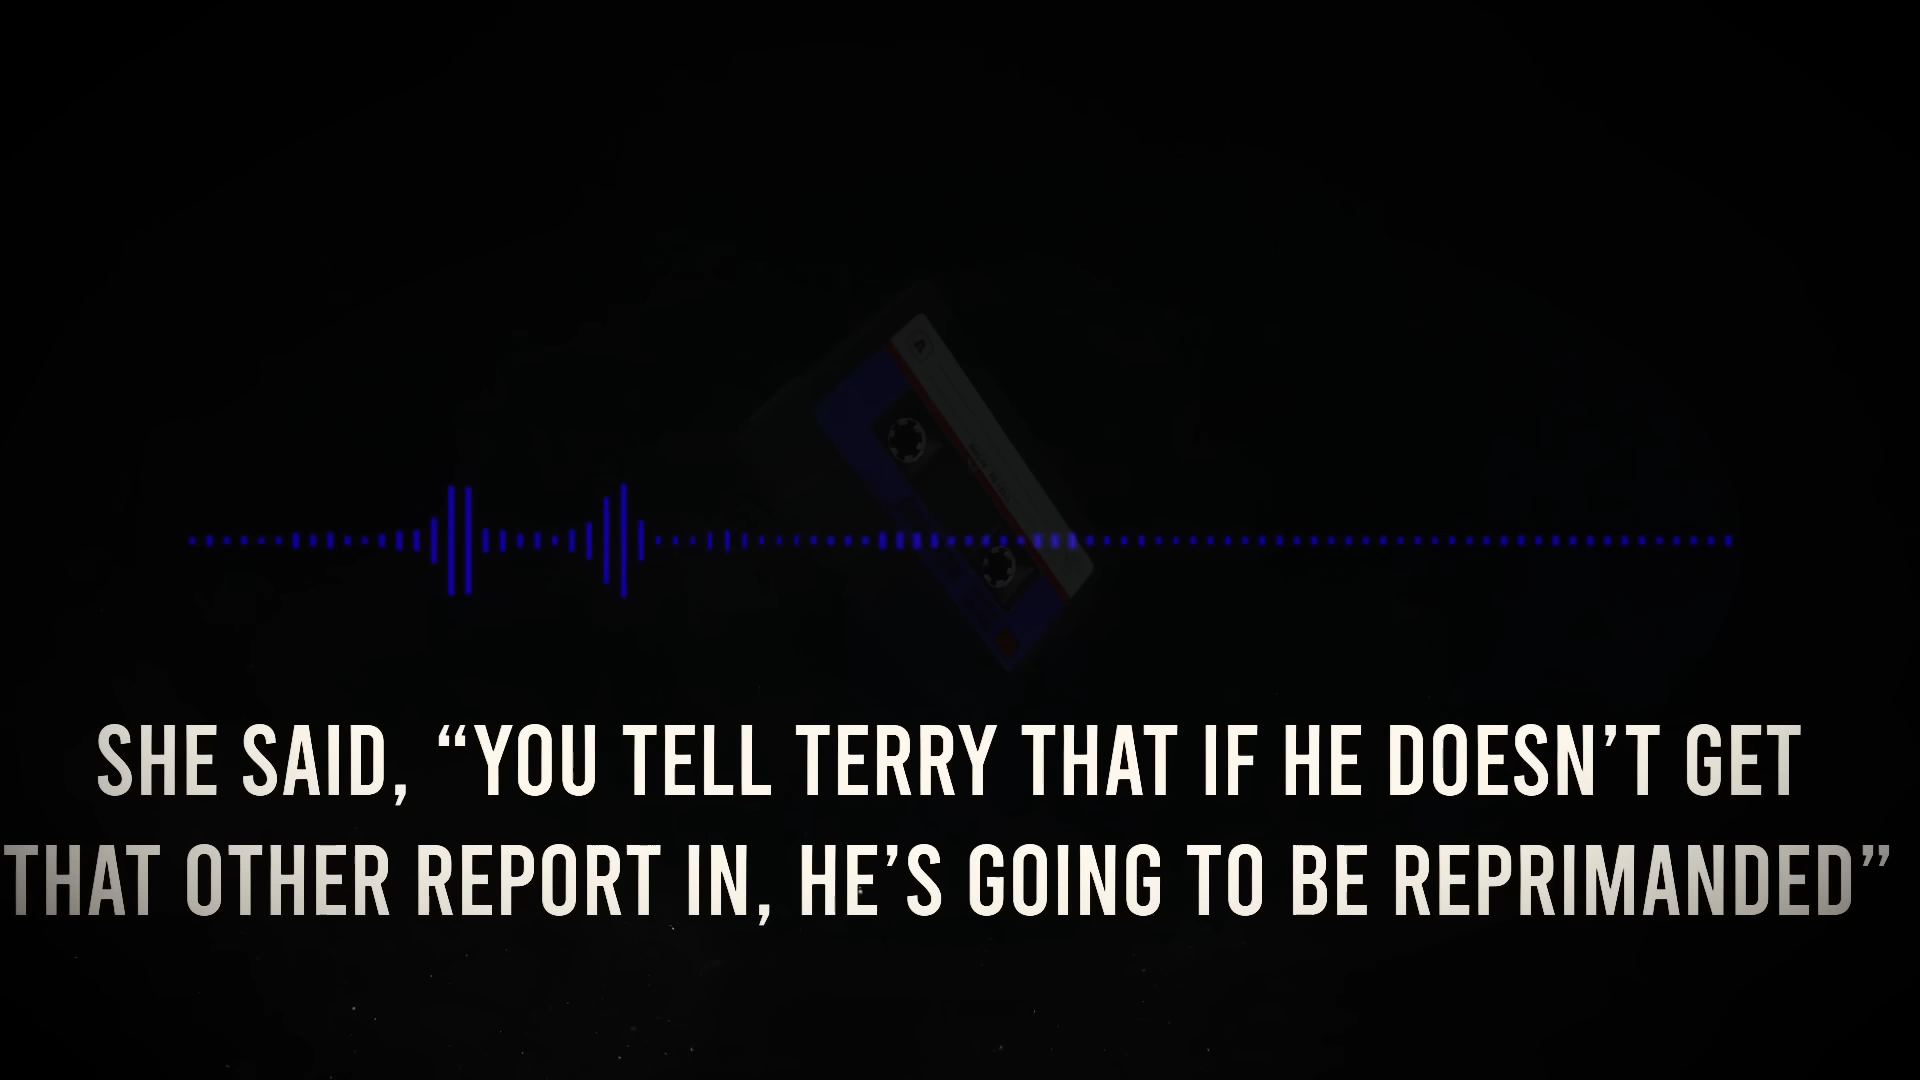 SHE SAID, “YOU TELL TERRY THAT IF HE DOESN’T GET
THAT OTHER REPORT IN, HE’S GOING TO BE REPRIMANDED”